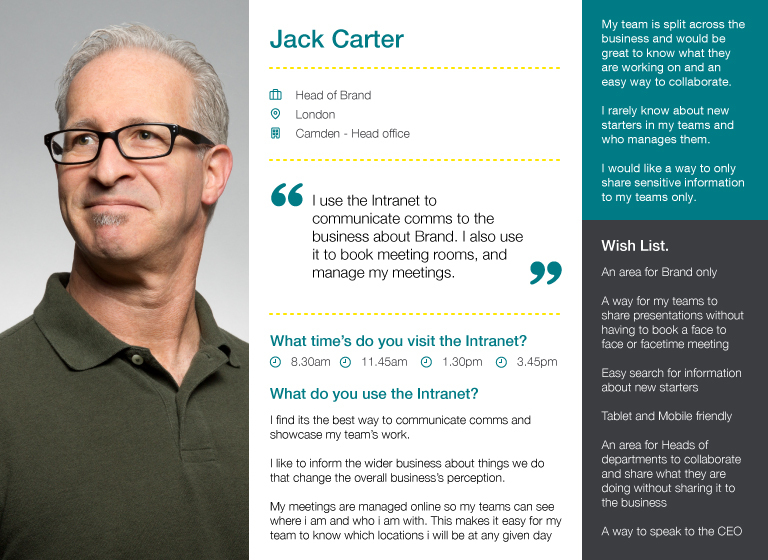 Jack Carter
Head of Brand
London
Camden - Head office
“ I use the Intranet to
communicate comms to the
business about Brand. I also use
it to book meeting rooms, and
manage my meetings. ”
What time’s do you visit the Intranet?
8.30am 11.45am 1.30pm 3.45pm
What do you use the Intranet?
I find its the best way to communicate comms and
showcase my team’s work.
I like to inform the wider business about things we do
that change the overall business’s perception.
My meetings are managed online so my teams can see
where i am and who i am with. This makes it easy for my
team to know which locations i will be at any given day
My team is split across the
business and would be
great to know what they
are working on and an
easy way to collaborate.
I rarely know about new
starters in my teams and
who manages them.
I would like a way to only
share sensitive information
to my teams only.
Wish List.
An area for Brand only
A way for my teams to
share presentations without
having to book a face to
face or facetime meeting
Easy search for information
about new starters
Tablet and Mobile friendly
An area for Heads of
departments to collaborate
and share what they are
doing without sharing it to
the business
A way to speak to the CEO